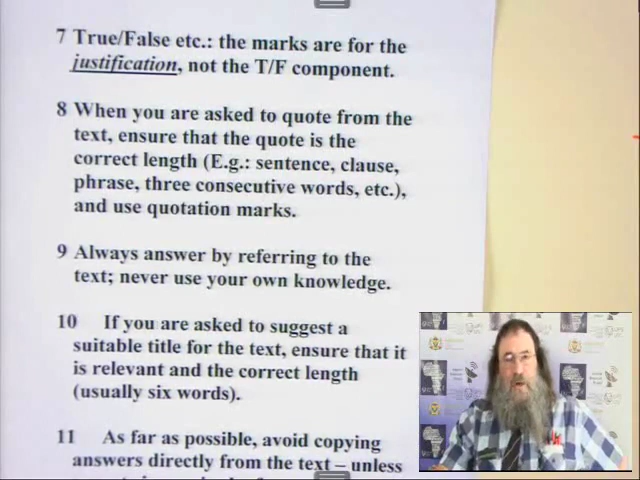 7 True/False etc.: the marks are for the
justification, not the T/F component.
8 When you are asked to quote from the
text, ensure that the quote is the
correct length (E.g.: sentence, clause,
phrase, three consecutive words, etc.),
and use quotation marks.
9 Always answer by referring to the
text; never use your own knowledge.
10 If you are asked to suggest a
suitable title for the text, ensure that it
is relevant and the correct length
(usually six words).
11 As far as possible, avoid copying
answers directly from the text – unless